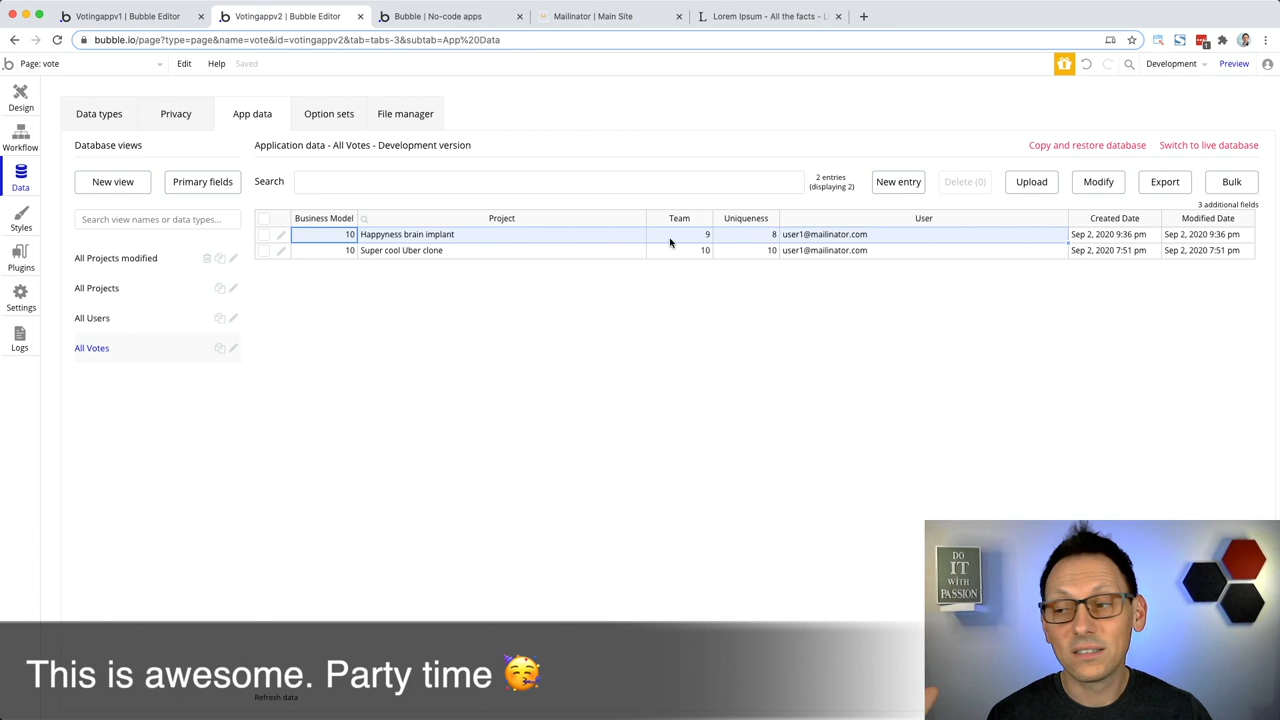 Votingappv1 | Bubble Editor
Votingappv2 | Bubble Editor
Bubble | No-code apps
Mailinator | Main Site
Lorem Ipsum - All the facts - L
bubble.io/page?type=page&name=vote&id=votingappv2&tab=tabs-3&subtab=App%20Data
Page: vote
Edit
Help
Saved
Development
Preview
Design
Workflow
Data
Styles
Plugins
Settings
Logs
Data types
Privacy
App data
Option sets
File manager
Database views
Application data - All Votes - Development version
Copy and restore database
Switch to live database
New view
Primary fields
Search
2 entries
(displaying 2)
New entry
Delete (0)
Upload
Modify
Export
Bulk
3 additional fields
Search view names or data types...
All Projects modified
All Projects
All Users
All Votes
Business Model Project Team Uniqueness User Created Date Modified Date
10 Happyness brain implant 9 8 user1@mailinator.com Sep 2, 2020 9:36 pm Sep 2, 2020 9:36 pm
10 Super cool Uber clone 10 10 user1@mailinator.com Sep 2, 2020 7:51 pm Sep 2, 2020 7:51 pm
DO
IT
WITH
PASSION
This is awesome. Party time 🥳
Refresh data